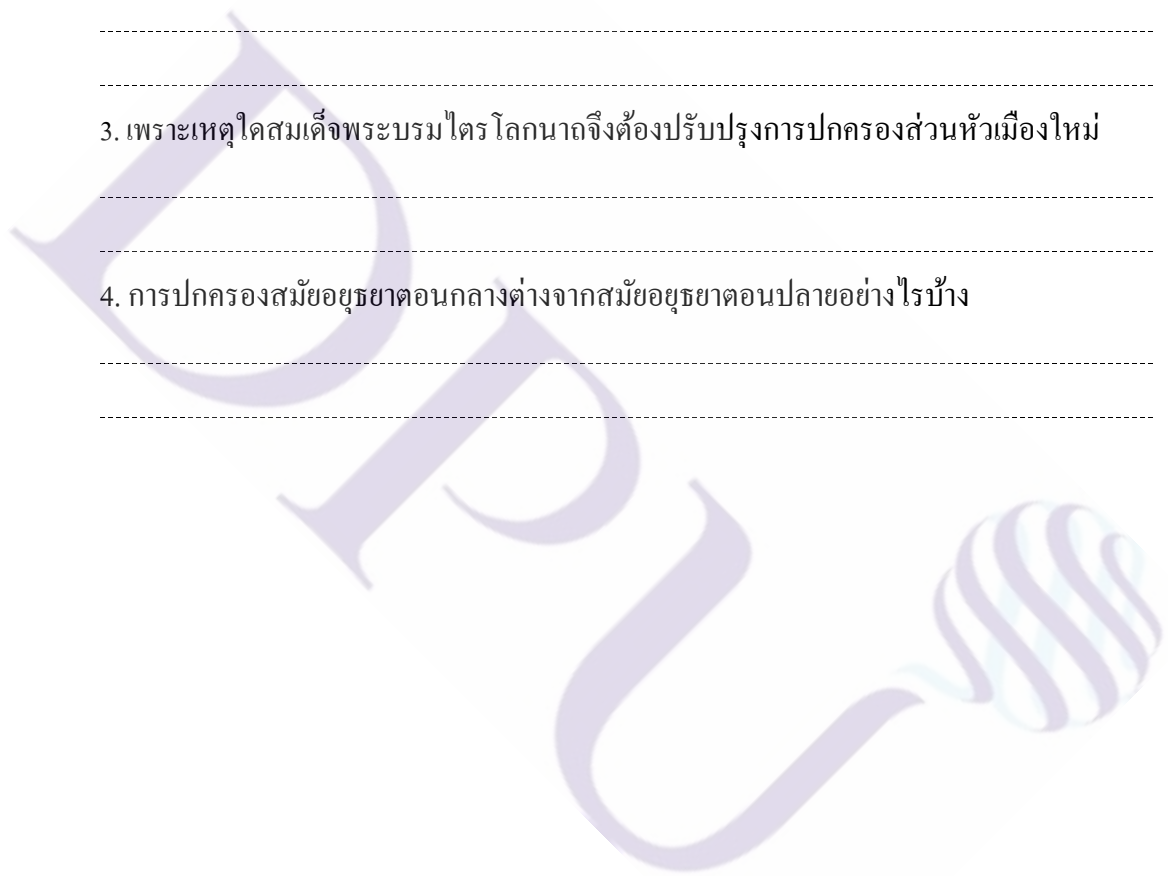 3. เพราะเหตุใดสมเด็จพระบรมไตรโลกนาถจึงต้องปรับปรุงการปกครองส่วนหัวเมืองใหม่
4. การปกครองสมัยอยุธยาตอนกลางต่างจากสมัยอยุธยาตอนปลายอย่างไรบ้าง
DPU